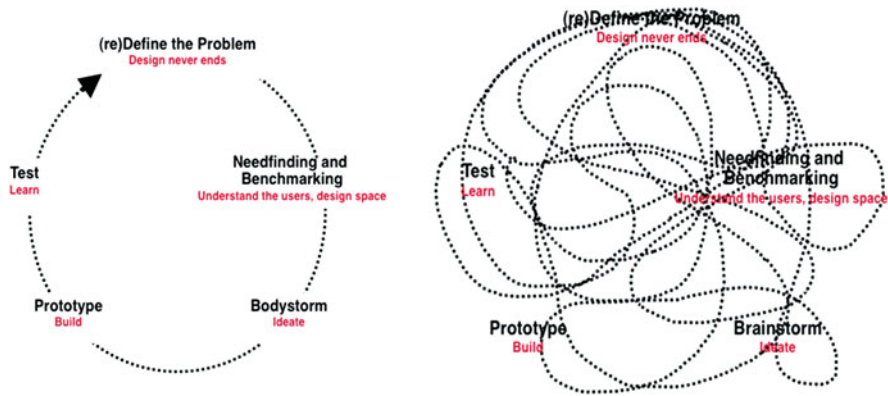 (re)Define the Problem
Design never ends
Needfinding and
Benchmarking
Understand the users, design space
Bodystorm
Ideate
Prototype
Build
Test
Learn
(re)Define the Problem
Design never ends
Needfinding and
Benchmarking
Understand the users, design space
Brainstorm
Ideate
Prototype
Build
Test
Learn